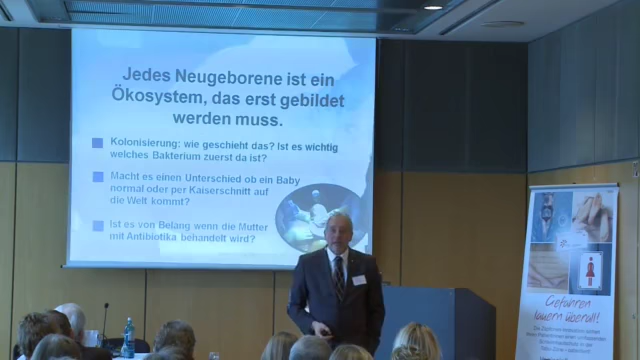 Jedes Neugeborene ist ein
Ökosystem, das erst gebildet
werden muss.
Kolonisierung: wie geschieht das? Ist es wichtig
welches Bakterium zuerst da ist?
Macht es einen Unterschied ob ein Baby
normal oder per Kaiserschnitt auf
die Welt kommt?
Ist es von Belang wenn die Mutter
mit Antibiotika behandelt wird?
Gefahren
lauern überall!